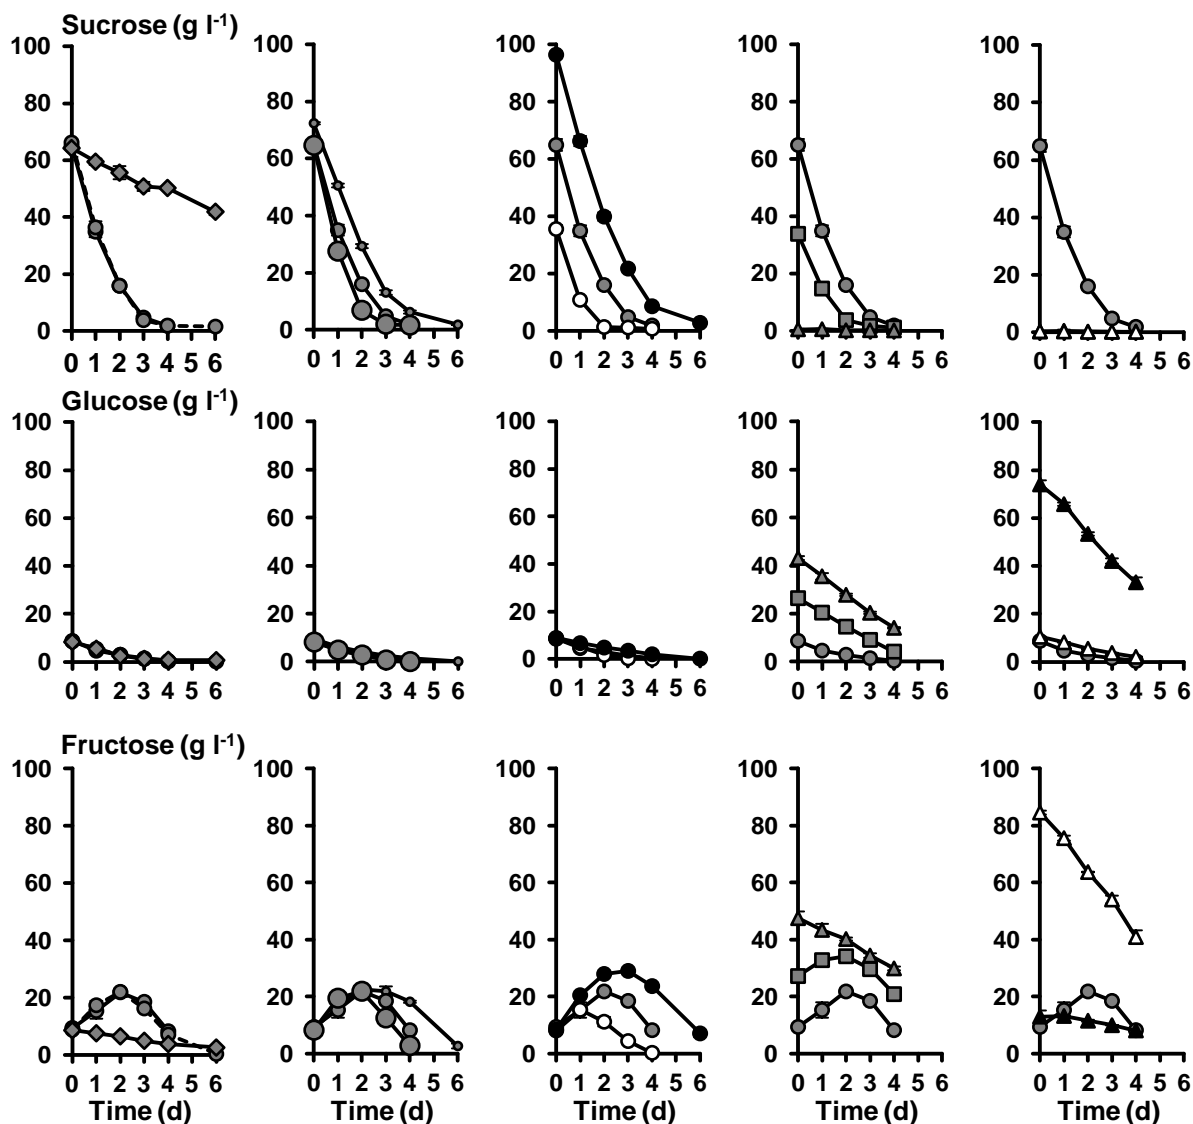 Sucrose (g l-1)
100 100 100 100 100
80 80 80 80 80
60 60 60 60 60
40 40 40 40 40
20 20 20 20 20
0 0 0 0 0
0 1 2 3 4 5 6 0 1 2 3 4 5 6 0 1 2 3 4 5 6 0 1 2 3 4 5 6 0 1 2 3 4 5 6
Glucose (g l-1)
100 100 100 100 100
80 80 80 80 80
60 60 60 60 60
40 40 40 40 40
20 20 20 20 20
0 0 0 0 0
0 1 2 3 4 5 6 0 1 2 3 4 5 6 0 1 2 3 4 5 6 0 1 2 3 4 5 6 0 1 2 3 4 5 6
Fructose (g l-1)
100 100 100 100 100
80 80 80 80 80
60 60 60 60 60
40 40 40 40 40
20 20 20 20 20
0 0 0 0 0
0 1 2 3 4 5 6 0 1 2 3 4 5 6 0 1 2 3 4 5 6 0 1 2 3 4 5 6 0 1 2 3 4 5 6
Time (d) Time (d) Time (d) Time (d) Time (d)